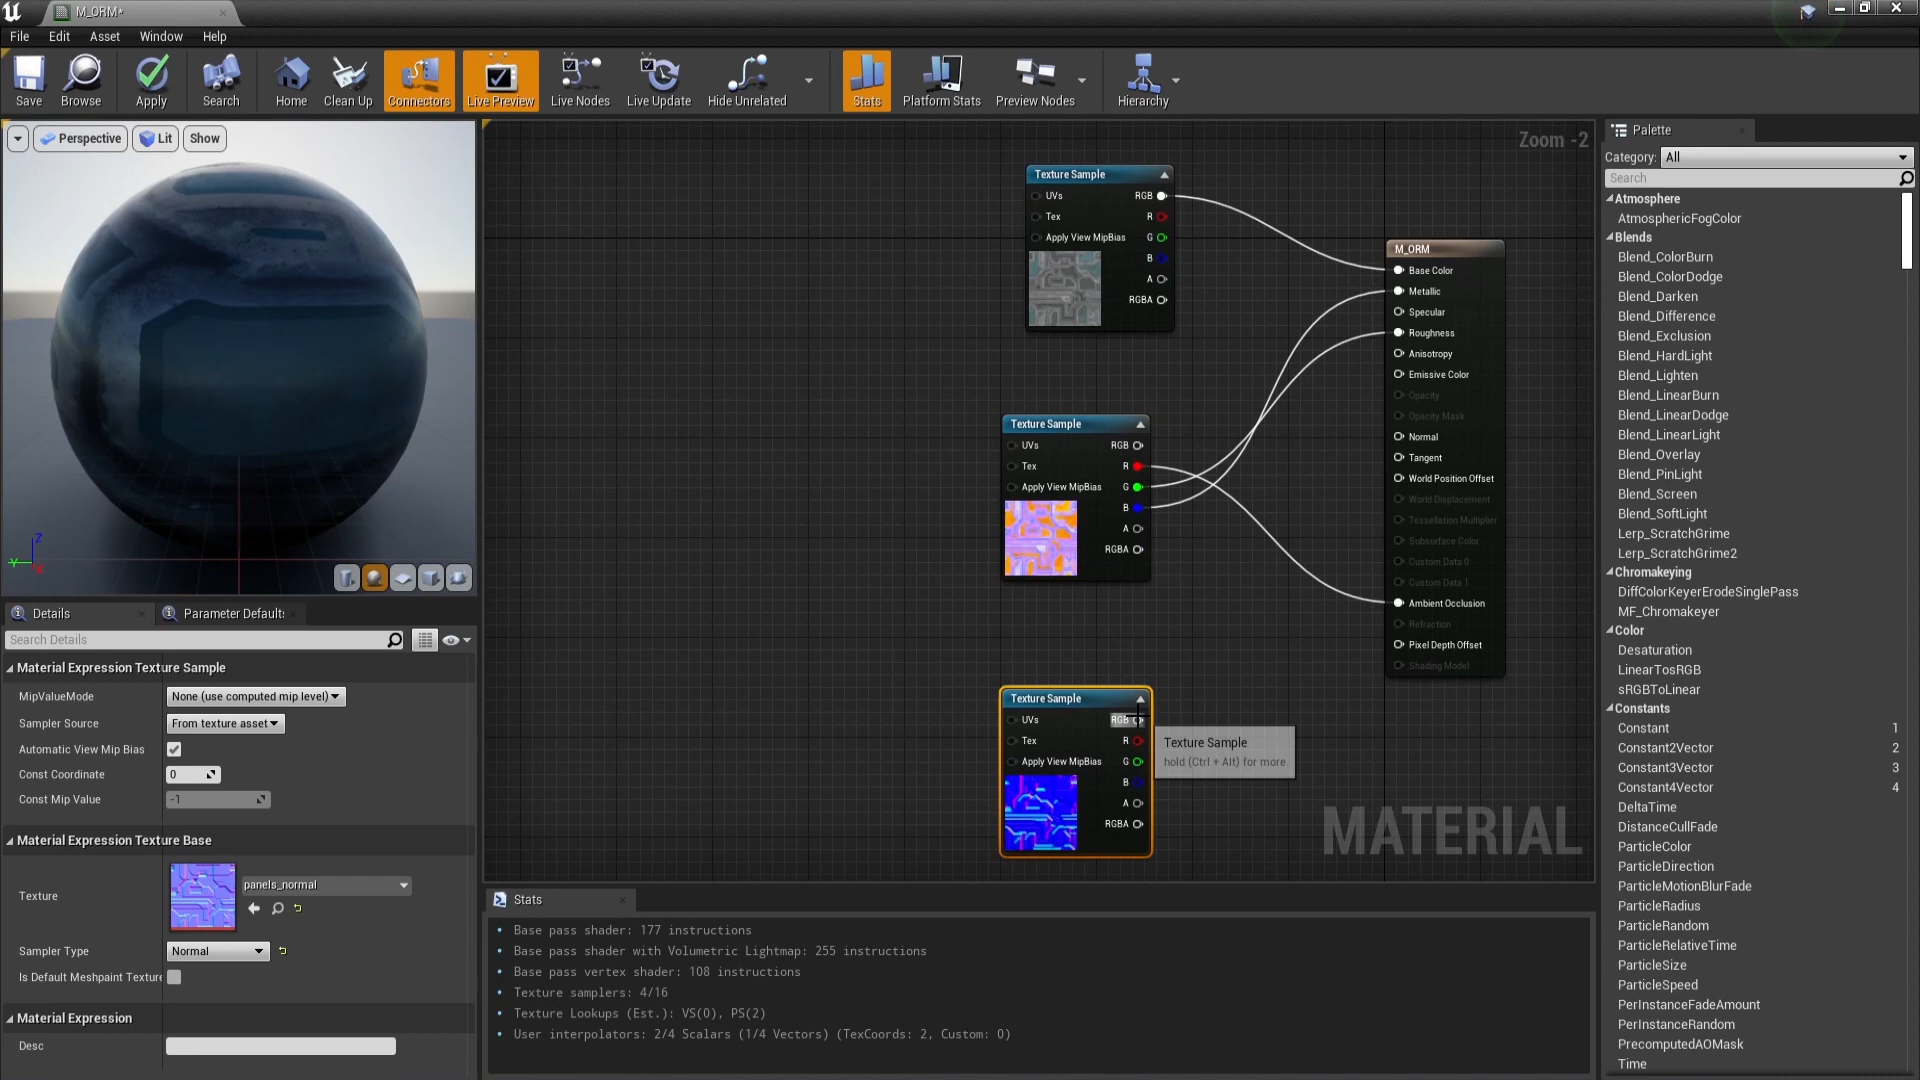 M_ORM*
File Edit Asset Window Help
Save Browse Apply Search Home Clean Up Connectors Live Preview Live Nodes Live Update Hide Unrelated Stats Platform Stats Preview Nodes Hierarchy
Perspective Lit Show
Z
Y
Zoom -2
Texture Sample
UVs RGB
Tex R
Apply View MipBias G
B
A
RGBA
Texture Sample
UVs RGB
Tex R
Apply View MipBias G
B
A
RGBA
Texture Sample
UVs RGB
Tex R
Apply View MipBias G
B
A
RGBA
Texture Sample
hold (Ctrl + Alt) for more
M_ORM
Base Color
Metallic
Specular
Roughness
Anisotropy
Emissive Color
Opacity
Opacity Mask
Normal
Tangent
World Position Offset
World Displacement
Tessellation Multiplier
Subsurface Color
Custom Data 0
Custom Data 1
Ambient Occlusion
Refraction
Pixel Depth Offset
Shading Model
MATERIAL
Details Parameter Defaults
Search Details
Material Expression Texture Sample
MipValueMode None (use computed mip level)
Sampler Source From texture asset
Automatic View Mip Bias
Const Coordinate 0
Const Mip Value -1
Material Expression Texture Base
Texture panels_normal
Sampler Type Normal
Is Default Meshpaint Texture
Material Expression
Desc
Stats
Base pass shader: 177 instructions
Base pass shader with Volumetric Lightmap: 255 instructions
Base pass vertex shader: 108 instructions
Texture samplers: 4/16
Texture Lookups (Est.): VS(0), PS(2)
User interpolators: 2/4 Scalars (1/4 Vectors) (TexCoords: 2, Custom: 0)
Palette
Category: All
Search
Atmosphere
AtmosphericFogColor
Blends
Blend_ColorBurn
Blend_ColorDodge
Blend_Darken
Blend_Difference
Blend_Exclusion
Blend_HardLight
Blend_Lighten
Blend_LinearBurn
Blend_LinearDodge
Blend_LinearLight
Blend_Overlay
Blend_PinLight
Blend_Screen
Blend_SoftLight
Lerp_ScratchGrime
Lerp_ScratchGrime2
Chromakeying
DiffColorKeyerErodeSinglePass
MF_Chromakeyer
Color
Desaturation
LinearTosRGB
sRGBToLinear
Constants
Constant 1
Constant2Vector 2
Constant3Vector 3
Constant4Vector 4
DeltaTime
DistanceCullFade
ParticleColor
ParticleDirection
ParticleMotionBlurFade
ParticleRadius
ParticleRandom
ParticleRelativeTime
ParticleSize
ParticleSpeed
PerInstanceFadeAmount
PerInstanceRandom
PrecomputedAOMask
Time